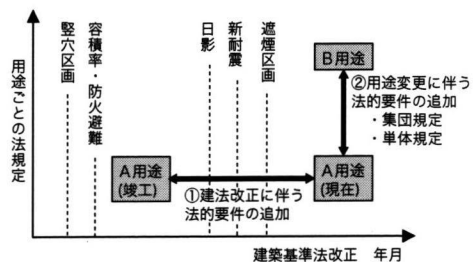 竪穴区画
容積率・防火避難
日影
新耐震
遮煙区画
用途ごとの法規定
B用途
②用途変更に伴う
法的要件の追加
・集団規定
・単体規定
A用途
(竣工)
A用途
(現在)
①建法改正に伴う
法的要件の追加
建築基準法改正 年月